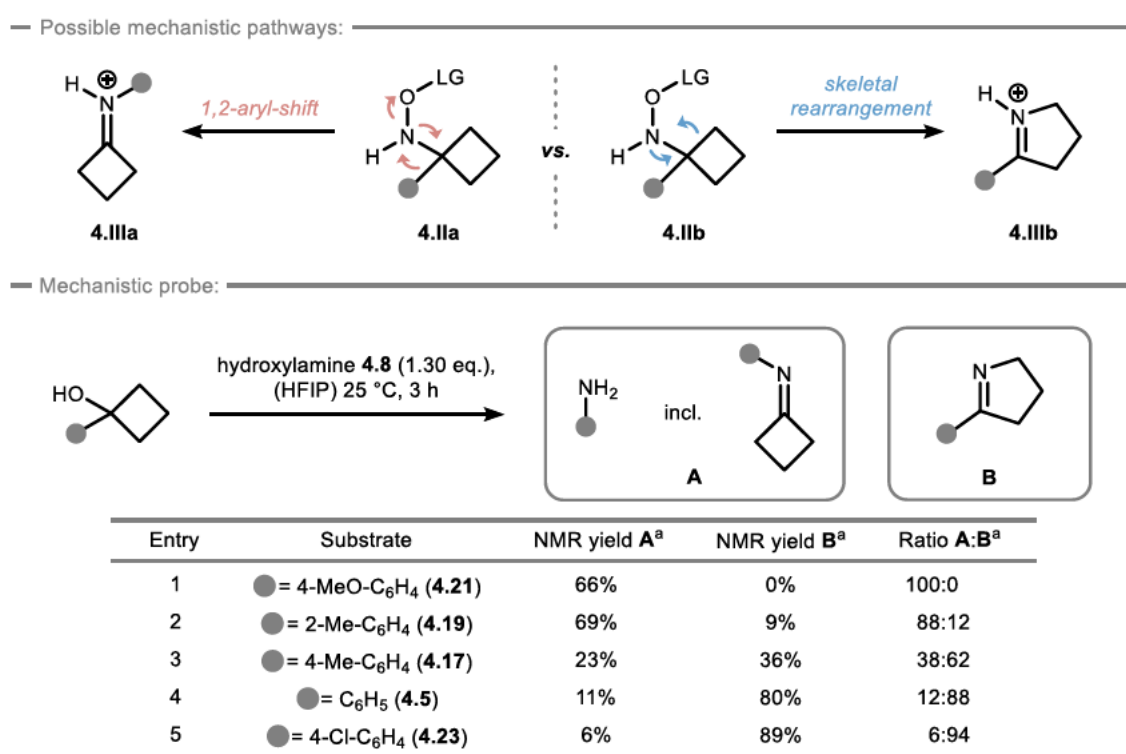 Possible mechanistic pathways:
H
⊕
N
1,2-aryl-shift
LG
O
N
H
vs.
LG
O
N
H
skeletal
rearrangement
H
⊕
N
4.IIIa
4.IIa
4.IIb
4.IIIb
Mechanistic probe:
HO
hydroxylamine 4.8 (1.30 eq.),
(HFIP) 25 °C, 3 h
NH2
incl.
N
A
N
B
Entry Substrate NMR yield Aa NMR yield Ba Ratio A:Ba
1 = 4-MeO-C6H4 (4.21) 66% 0% 100:0
2 = 2-Me-C6H4 (4.19) 69% 9% 88:12
3 = 4-Me-C6H4 (4.17) 23% 36% 38:62
4 = C6H5 (4.5) 11% 80% 12:88
5 = 4-Cl-C6H4 (4.23) 6% 89% 6:94